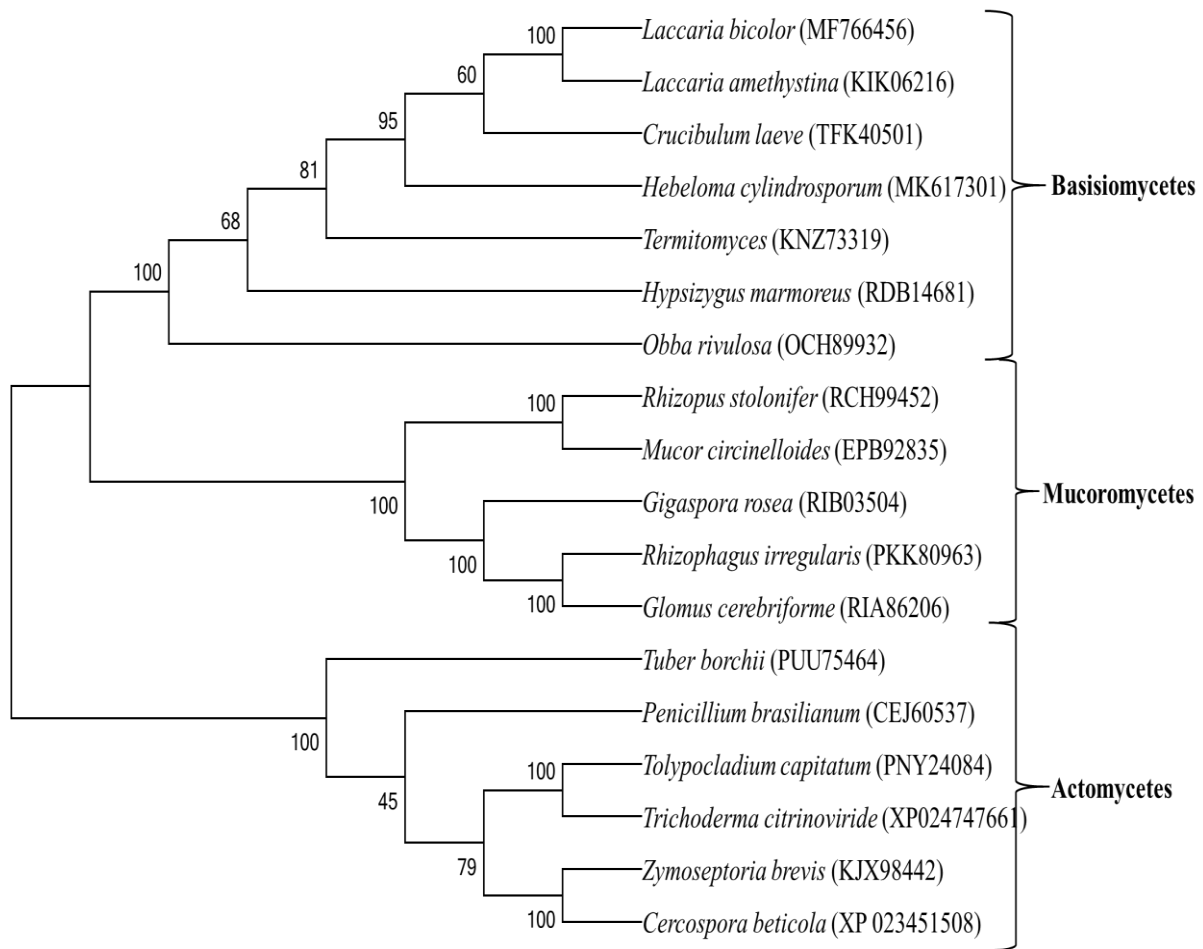 100
Laccaria bicolor (MF766456)
60
Laccaria amethystina (KIK06216)
95
Crucibulum laeve (TFK40501)
81
Hebeloma cylindrosporum (MK617301)
Basisiomycetes
68
Termitomyces (KNZ73319)
100
Hypsizygus marmoreus (RDB14681)
Obba rivulosa (OCH89932)
100
Rhizopus stolonifer (RCH99452)
Mucor circinelloides (EPB92835)
100
Gigaspora rosea (RIB03504)
Mucoromycetes
100
Rhizophagus irregularis (PKK80963)
100
Glomus cerebriforme (RIA86206)
Tuber borchii (PUU75464)
100
Penicillium brasilianum (CEJ60537)
100
Tolypocladium capitatum (PNY24084)
Actomycetes
45
Trichoderma citrinoviride (XP024747661)
79
Zymoseptoria brevis (KJX98442)
100
Cercospora beticola (XP 023451508)